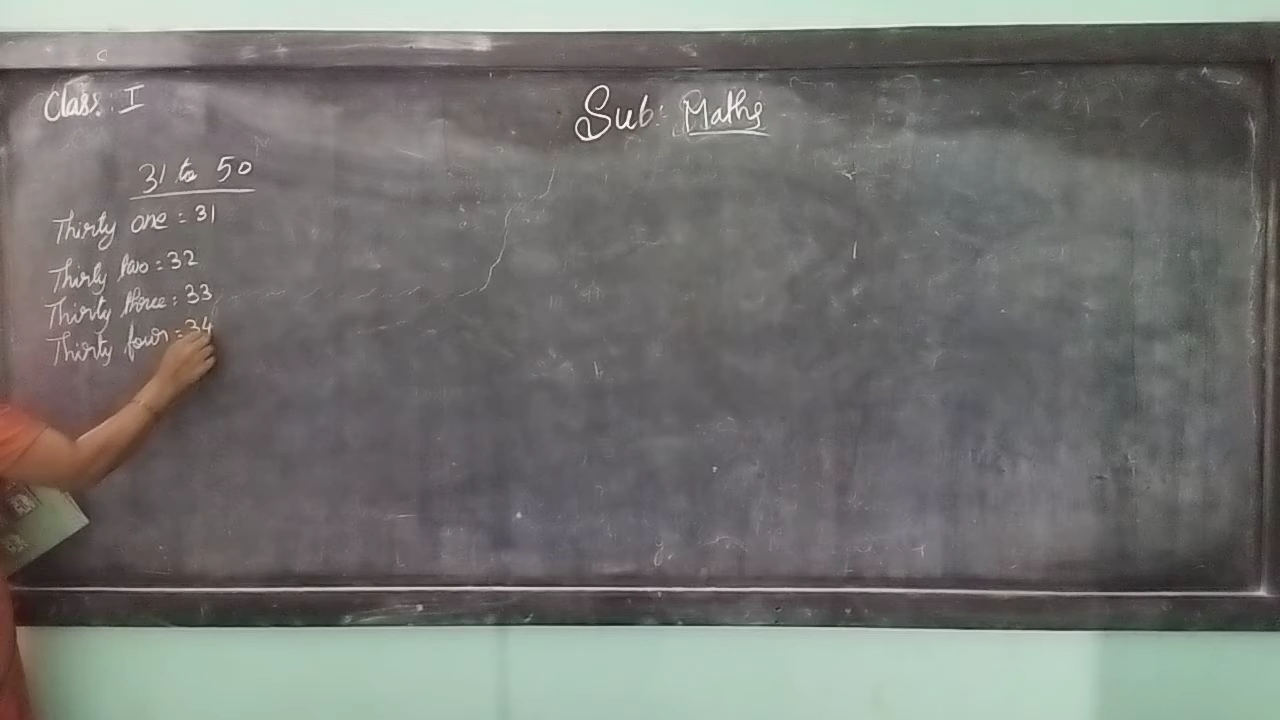 Class: I
Sub: Maths
31 to 50
Thirty one = 31
Thirty two = 32
Thirty three = 33
Thirty four = 34